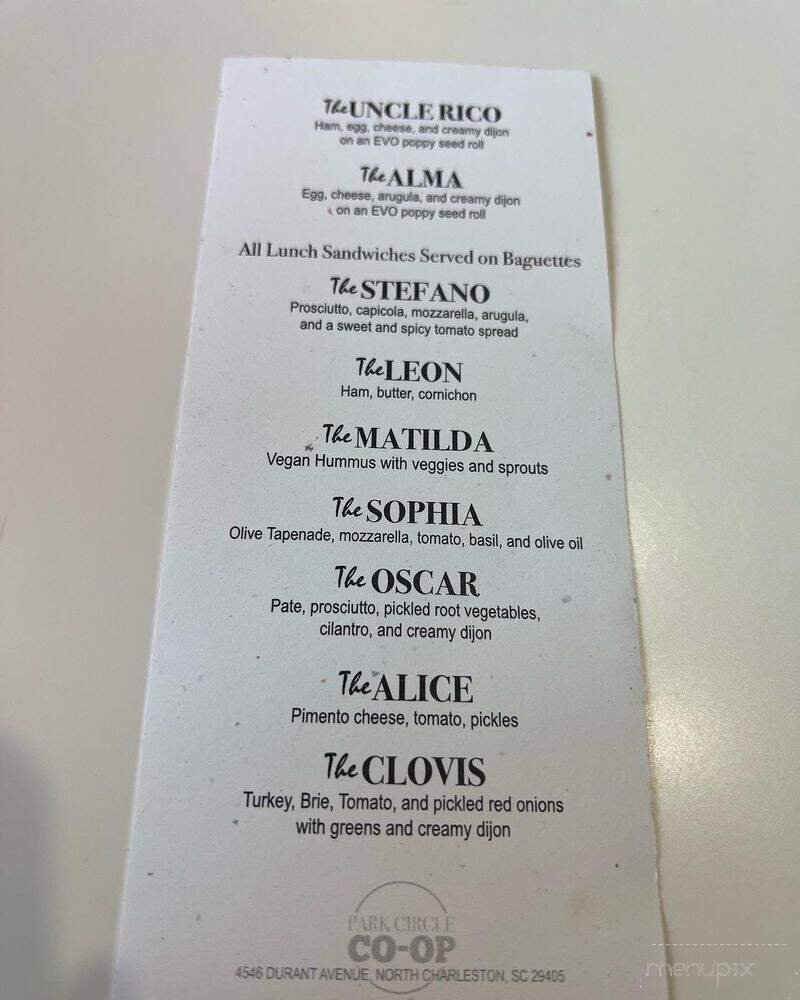 The UNCLE RICO
Ham, egg, cheese, and creamy dijon
on an EVO poppy seed roll
The ALMA
Egg, cheese, arugula, and creamy dijon
on an EVO poppy seed roll
All Lunch Sandwiches Served on Baguettes
The STEFANO
Prosciutto, capicola, mozzarella, arugula,
and a sweet and spicy tomato spread
The LEON
Ham, butter, cornichon
The MATILDA
Vegan Hummus with veggies and sprouts
The SOPHIA
Olive Tapenade, mozzarella, tomato, basil, and olive oil
The OSCAR
Pate, prosciutto, pickled root vegetables,
cilantro, and creamy dijon
The ALICE
Pimento cheese, tomato, pickles
The CLOVIS
Turkey, Brie, Tomato, and pickled red onions
with greens and creamy dijon
PARK CIRCLE
CO-OP
4546 DURANT AVENUE, NORTH CHARLESTON, SC 29405
menupix